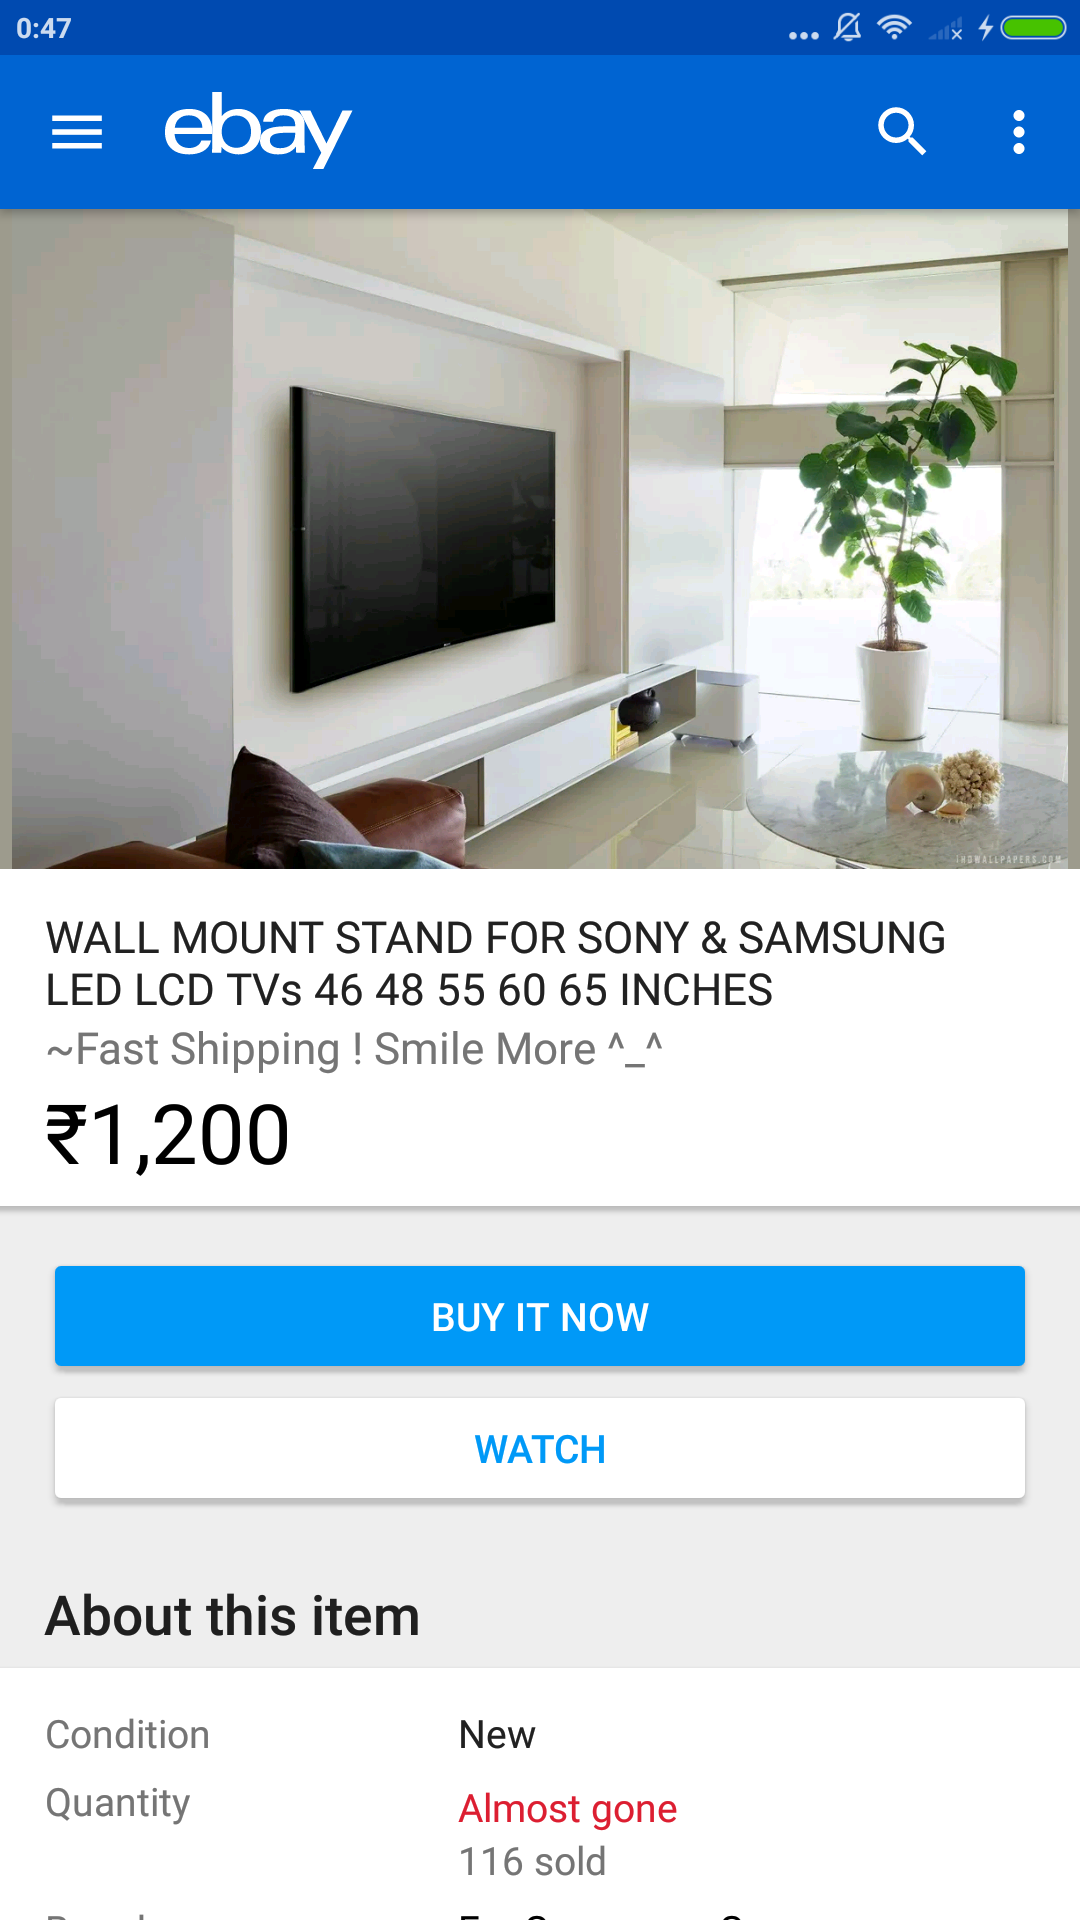 0:47
ebay
THDWALLPAPERS.COM
WALL MOUNT STAND FOR SONY & SAMSUNG
LED LCD TVs 46 48 55 60 65 INCHES
~Fast Shipping ! Smile More ^_^
₹1,200
BUY IT NOW
WATCH
About this item
Condition New
Quantity Almost gone
116 sold